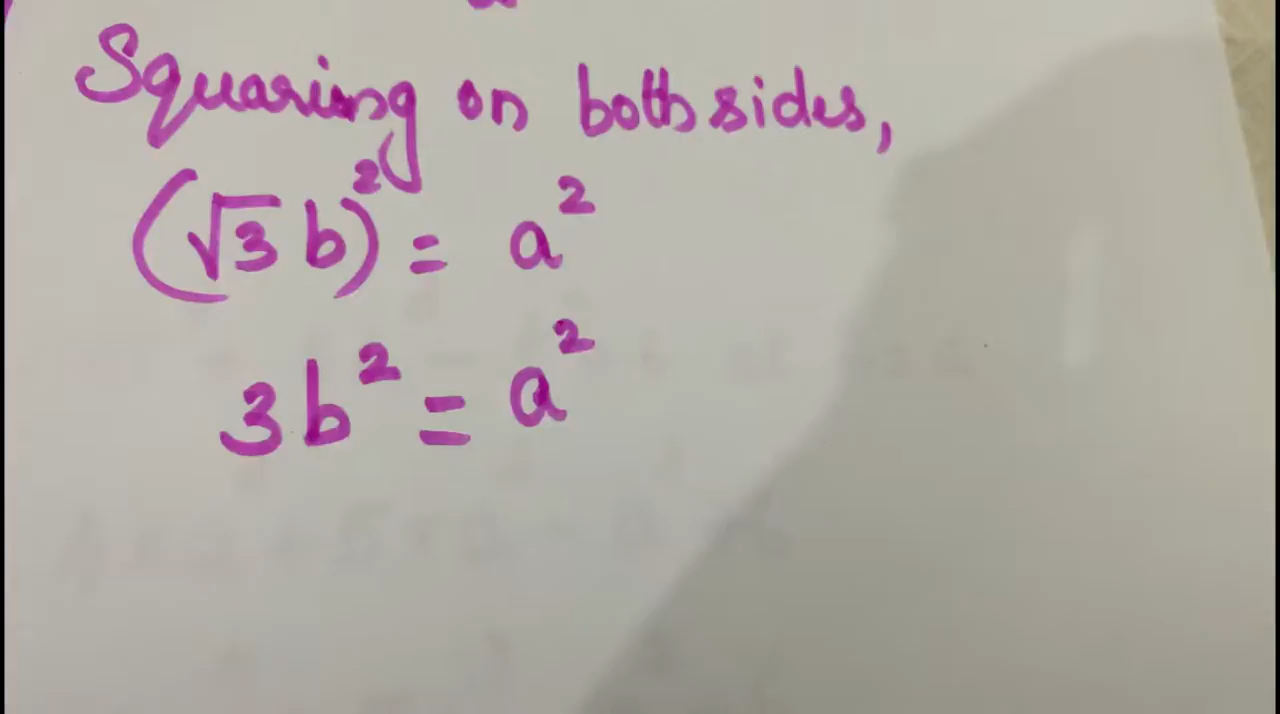 Squaring on both sides,
(√3 b)² = a²
3b² = a²